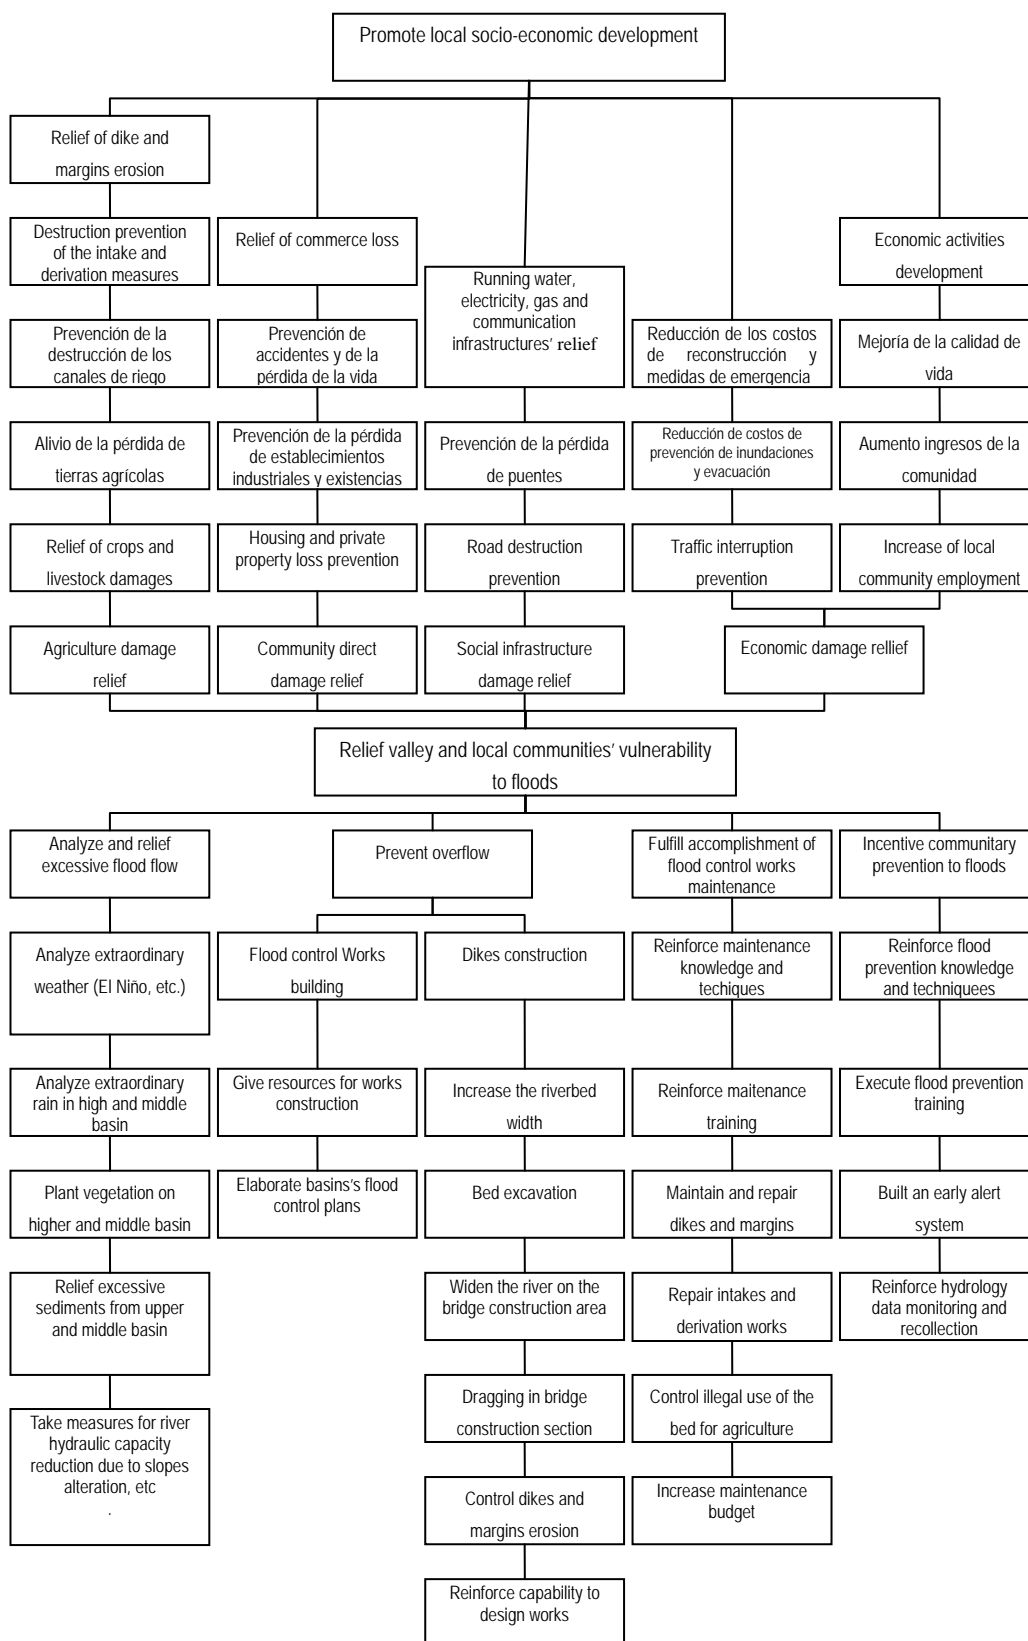 Promote local socio-economic development
Relief of dike and
margins erosion
Destruction prevention
of the intake and
derivation measures
Relief of commerce loss
Economic activities
development
Running water,
electricity, gas and
communication
infrastructures' relief
Prevención de la
destrucción de los
canales de riego
Prevención de
accidentes y de la
pérdida de la vida
Reducción de los costos
de reconstrucción y
medidas de emergencia
Mejoría de la calidad de
vida
Alivio de la pérdida de
tierras agrícolas
Prevención de la pérdida
de establecimientos
industriales y existencias
Prevención de la pérdida
de puentes
Reducción de costos de
prevención de inundaciones
y evacuación
Aumento ingresos de la
comunidad
Relief of crops and
livestock damages
Housing and private
property loss prevention
Road destruction
prevention
Traffic interruption
prevention
Increase of local
community employment
Agriculture damage
relief
Community direct
damage relief
Social infrastructure
damage relief
Economic damage rellief
Relief valley and local communities' vulnerability
to floods
Analyze and relief
excessive flood flow
Prevent overflow
Fulfill accomplishment of
flood control works
maintenance
Incentive communitary
prevention to floods
Analyze extraordinary
weather (El Niño, etc.)
Flood control Works
building
Dikes construction
Reinforce maintenance
knowledge and
techiques
Reinforce flood
prevention knowledge
and techniquees
Analyze extraordinary
rain in high and middle
basin
Give resources for works
construction
Increase the riverbed
width
Reinforce maitenance
training
Execute flood prevention
training
Plant vegetation on
higher and middle basin
Elaborate basins's flood
control plans
Bed excavation
Maintain and repair
dikes and margins
Built an early alert
system
Relief excessive
sediments from upper
and middle basin
Widen the river on the
bridge construction area
Repair intakes and
derivation works
Reinforce hydrology
data monitoring and
recollection
Take measures for river
hydraulic capacity
reduction due to slopes
alteration, etc
.
Dragging in bridge
construction section
Control illegal use of the
bed for agriculture
Control dikes and
margins erosion
Increase maintenance
budget
Reinforce capability to
design works